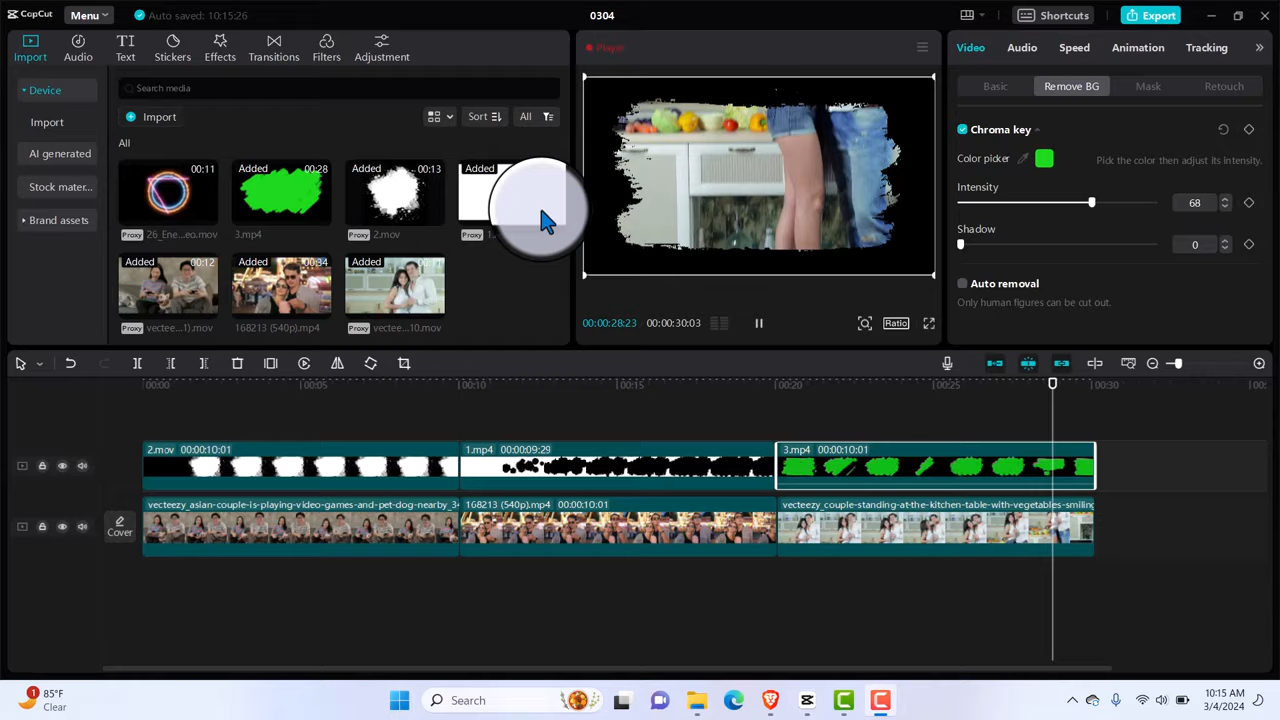 CapCut
Menu
Auto saved: 10:15:26
0304
Shortcuts
Export
Import
Audio
Text
Stickers
Effects
Transitions
Filters
Adjustment
Player
Video
Audio
Speed
Animation
Tracking
Device
Import
AI generated
Stock mater...
Brand assets
Search media
Import
Sort
All
All
00:11
Proxy
26_Ene...eo.mov
Added
00:28
3.mp4
Added
00:13
Proxy
2.mov
Added
Proxy
Added
00:12
Proxy
vectee...1).mov
Added
00:34
168213 (540p).mp4
Added
Proxy
vectee...10.mov
00:00:28:23
00:00:30:03
Ratio
Basic
Remove BG
Mask
Retouch
Chroma key
Color picker
Pick the color then adjust its intensity.
Intensity
68
Shadow
0
Auto removal
Only human figures can be cut out.
00:00
00:05
00:10
00:15
00:20
00:25
00:30
00:
2.mov 00:00:10:01
1.mp4 00:00:09:29
3.mp4 00:00:10:01
Cover
vecteezy_asian-couple-is-playing-video-games-and-pet-dog-nearby_3
168213 (540p).mp4 00:00:10:01
vecteezy_couple-standing-at-the-kitchen-table-with-vegetables-smiling
1
85°F
Clear
Search
10:15 AM
3/4/2024